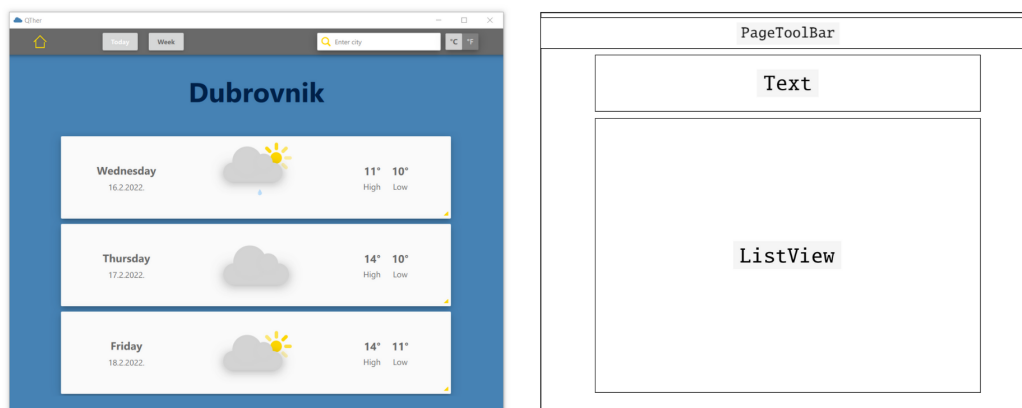 QTher
Today Week Enter city °C °F
Dubrovnik
Wednesday
16.2.2022.
11° 10°
High Low
Thursday
17.2.2022.
14° 10°
High Low
Friday
18.2.2022.
14° 11°
High Low
PageToolBar
Text
ListView